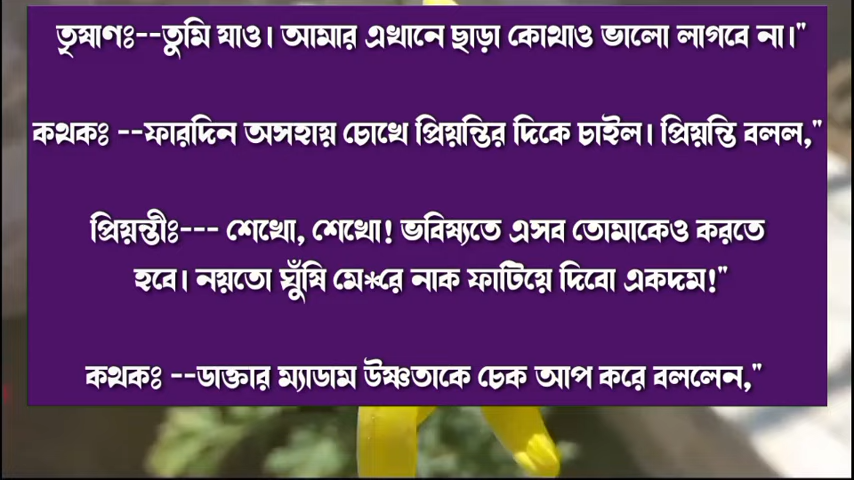 তৃষাণঃ--তুমি যাও। আমার এখানে ছাড়া কোথাও ভালো লাগবে না।"
কথকঃ --ফারদিন অসহায় চোখে প্রিয়ন্তির দিকে চাইল। প্রিয়ন্তি বলল,"
প্রিয়ন্তীঃ--- শেখো, শেখো! ভবিষ্যতে এসব তোমাকেও করতে
হবে। নয়তো ঘুঁষি মে*রে নাক ফাটিয়ে দিবো একদম!"
কথকঃ --ডাক্তার ম্যাডাম উষ্ণতাকে চেক আপ করে বললেন,"